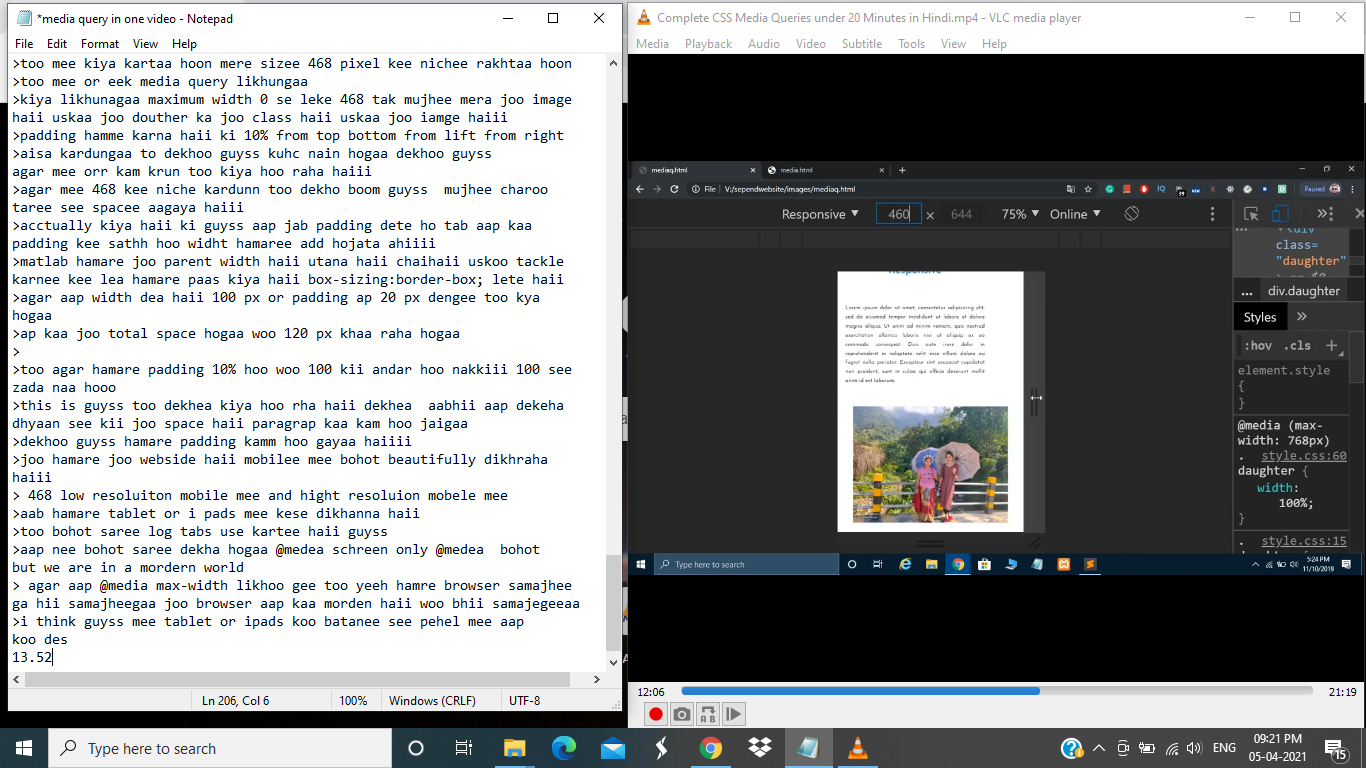 *media query in one video - Notepad
File Edit Format View Help
>too mee kiya kartaa hoon mere sizee 468 pixel kee nichee rakhtaa hoon
>too mee or eek media query likhungaa
>kiya likhunagaa maximum width 0 se leke 468 tak mujhee mera joo image
haii uskaa joo douther ka joo class haii uskaa joo iamge haiii
>padding hamme karna haii ki 10% from top bottom from lift from right
>aisa kardungaa to dekhoo guyss kuhc nain hogaa dekhoo guyss
agar mee orr kam krun too kiya hoo raha haiii
>agar mee 468 kee niche kardunn too dekho boom guyss  mujhee charoo
taree see spacee aagaya haiii
>acctually kiya haii ki guyss aap jab padding dete ho tab aap kaa
padding kee sathh hoo widht hamaree add hojata ahiiii
>matlab hamare joo parent width haii utana haii chaihaii uskoo tackle
karnee kee lea hamare paas kiya haii box-sizing:border-box; lete haii
>agar aap width dea haii 100 px or padding ap 20 px dengee too kya
hogaa
>ap kaa joo total space hogaa woo 120 px khaa raha hogaa
>
>too agar hamare padding 10% hoo woo 100 kii andar hoo nakkiii 100 see
zada naa hooo
>this is guyss too dekhea kiya hoo rha haii dekhea  aabhii aap dekeha
dhyaan see kii joo space haii paragrap kaa kam hoo jaigaa
>dekhoo guyss hamare padding kamm hoo gayaa haiiii
>joo hamare joo webside haii mobilee mee bohot beautifully dikhraha
haiii
> 468 low resoluiton mobile mee and hight resoluion mobele mee
>aab hamare tablet or i pads mee kese dikhanna haii
>too bohot saree log tabs use kartee haii guyss
>aap nee bohot saree dekha hogaa @medea schreen only @medea  bohot
but we are in a mordern world
> agar aap @media max-width likhoo gee too yeeh hamre browser samajhee
ga hii samajheegaa joo browser aap kaa morden haii woo bhii samajegeeaa
>i think guyss mee tablet or ipads koo batanee see pehel mee aap
koo des
13.52
Ln 206, Col 6 100% Windows (CRLF) UTF-8
Complete CSS Media Queries under 20 Minutes in Hindi.mp4 - VLC media player
Media Playback Audio Video Subtitle Tools View Help
mediaq.html media.html
File V:/sependwebsite/images/mediaq.html Paused
Responsive 460 × 644 75% Online
Responsive
Lorem ipsum dolor sit amet, consectetur adipisicing elit,
sed do eiusmod tempor incididunt ut labore et dolore
magna aliqua. Ut enim ad minim veniam, quis nostrud
exercitation ullamco laboris nisi ut aliquip ex ea
commodo consequat. Duis aute irure dolor in
reprehenderit in voluptate velit esse cillum dolore eu
fugiat nulla pariatur. Excepteur sint occaecat cupidatat
non proident, sunt in culpa qui officia deserunt mollit
anim id est laborum.
<div
class=
"daughter"
... div.daughter
Styles »
:hov .cls +
element.style
{
}
@media (max-
width: 768px)
. style.css:60
daughter {
width:
100%;
}
. style.css:15
Type here to search
5:24 PM
11/10/2019
12:06 21:19
Type here to search
ENG
09:21 PM
05-04-2021
15